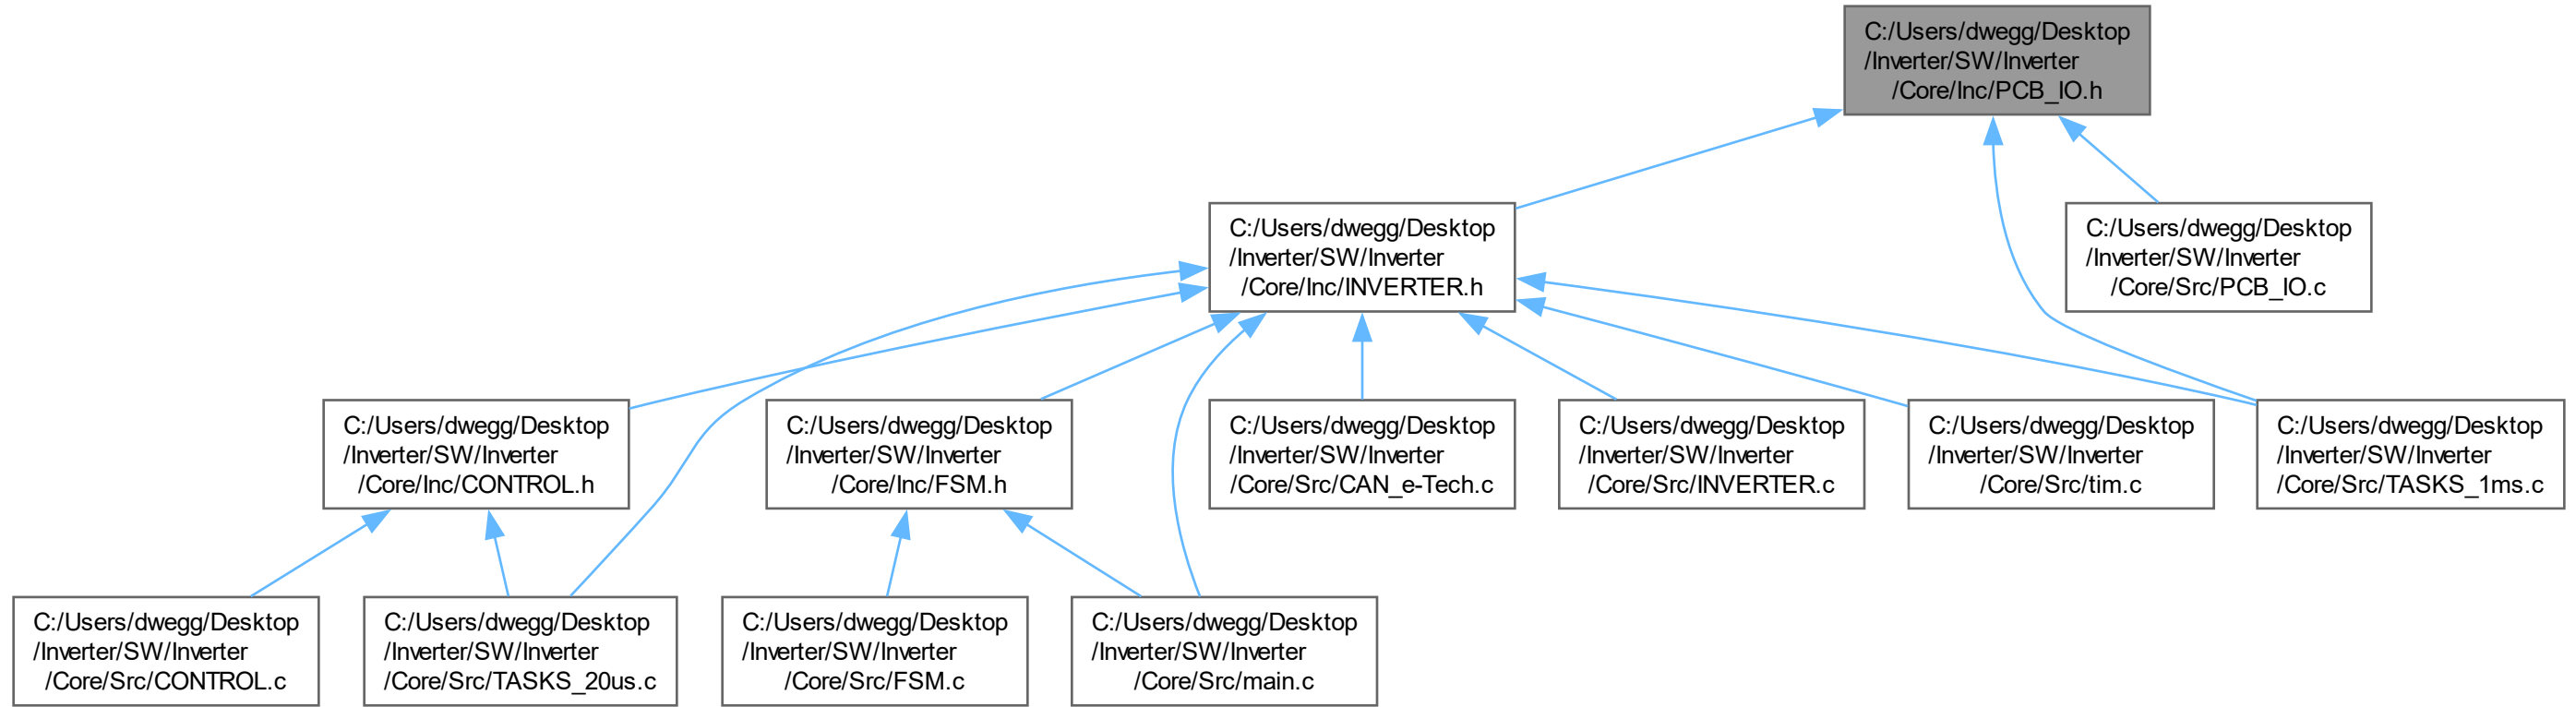 C:/Users/dwegg/Desktop
/Inverter/SW/Inverter
/Core/Inc/PCB_IO.h
C:/Users/dwegg/Desktop
/Inverter/SW/Inverter
/Core/Inc/INVERTER.h
C:/Users/dwegg/Desktop
/Inverter/SW/Inverter
/Core/Src/PCB_IO.c
C:/Users/dwegg/Desktop
/Inverter/SW/Inverter
/Core/Inc/CONTROL.h
C:/Users/dwegg/Desktop
/Inverter/SW/Inverter
/Core/Inc/FSM.h
C:/Users/dwegg/Desktop
/Inverter/SW/Inverter
/Core/Src/CAN_e-Tech.c
C:/Users/dwegg/Desktop
/Inverter/SW/Inverter
/Core/Src/INVERTER.c
C:/Users/dwegg/Desktop
/Inverter/SW/Inverter
/Core/Src/tim.c
C:/Users/dwegg/Desktop
/Inverter/SW/Inverter
/Core/Src/TASKS_1ms.c
C:/Users/dwegg/Desktop
/Inverter/SW/Inverter
/Core/Src/CONTROL.c
C:/Users/dwegg/Desktop
/Inverter/SW/Inverter
/Core/Src/TASKS_20us.c
C:/Users/dwegg/Desktop
/Inverter/SW/Inverter
/Core/Src/FSM.c
C:/Users/dwegg/Desktop
/Inverter/SW/Inverter
/Core/Src/main.c